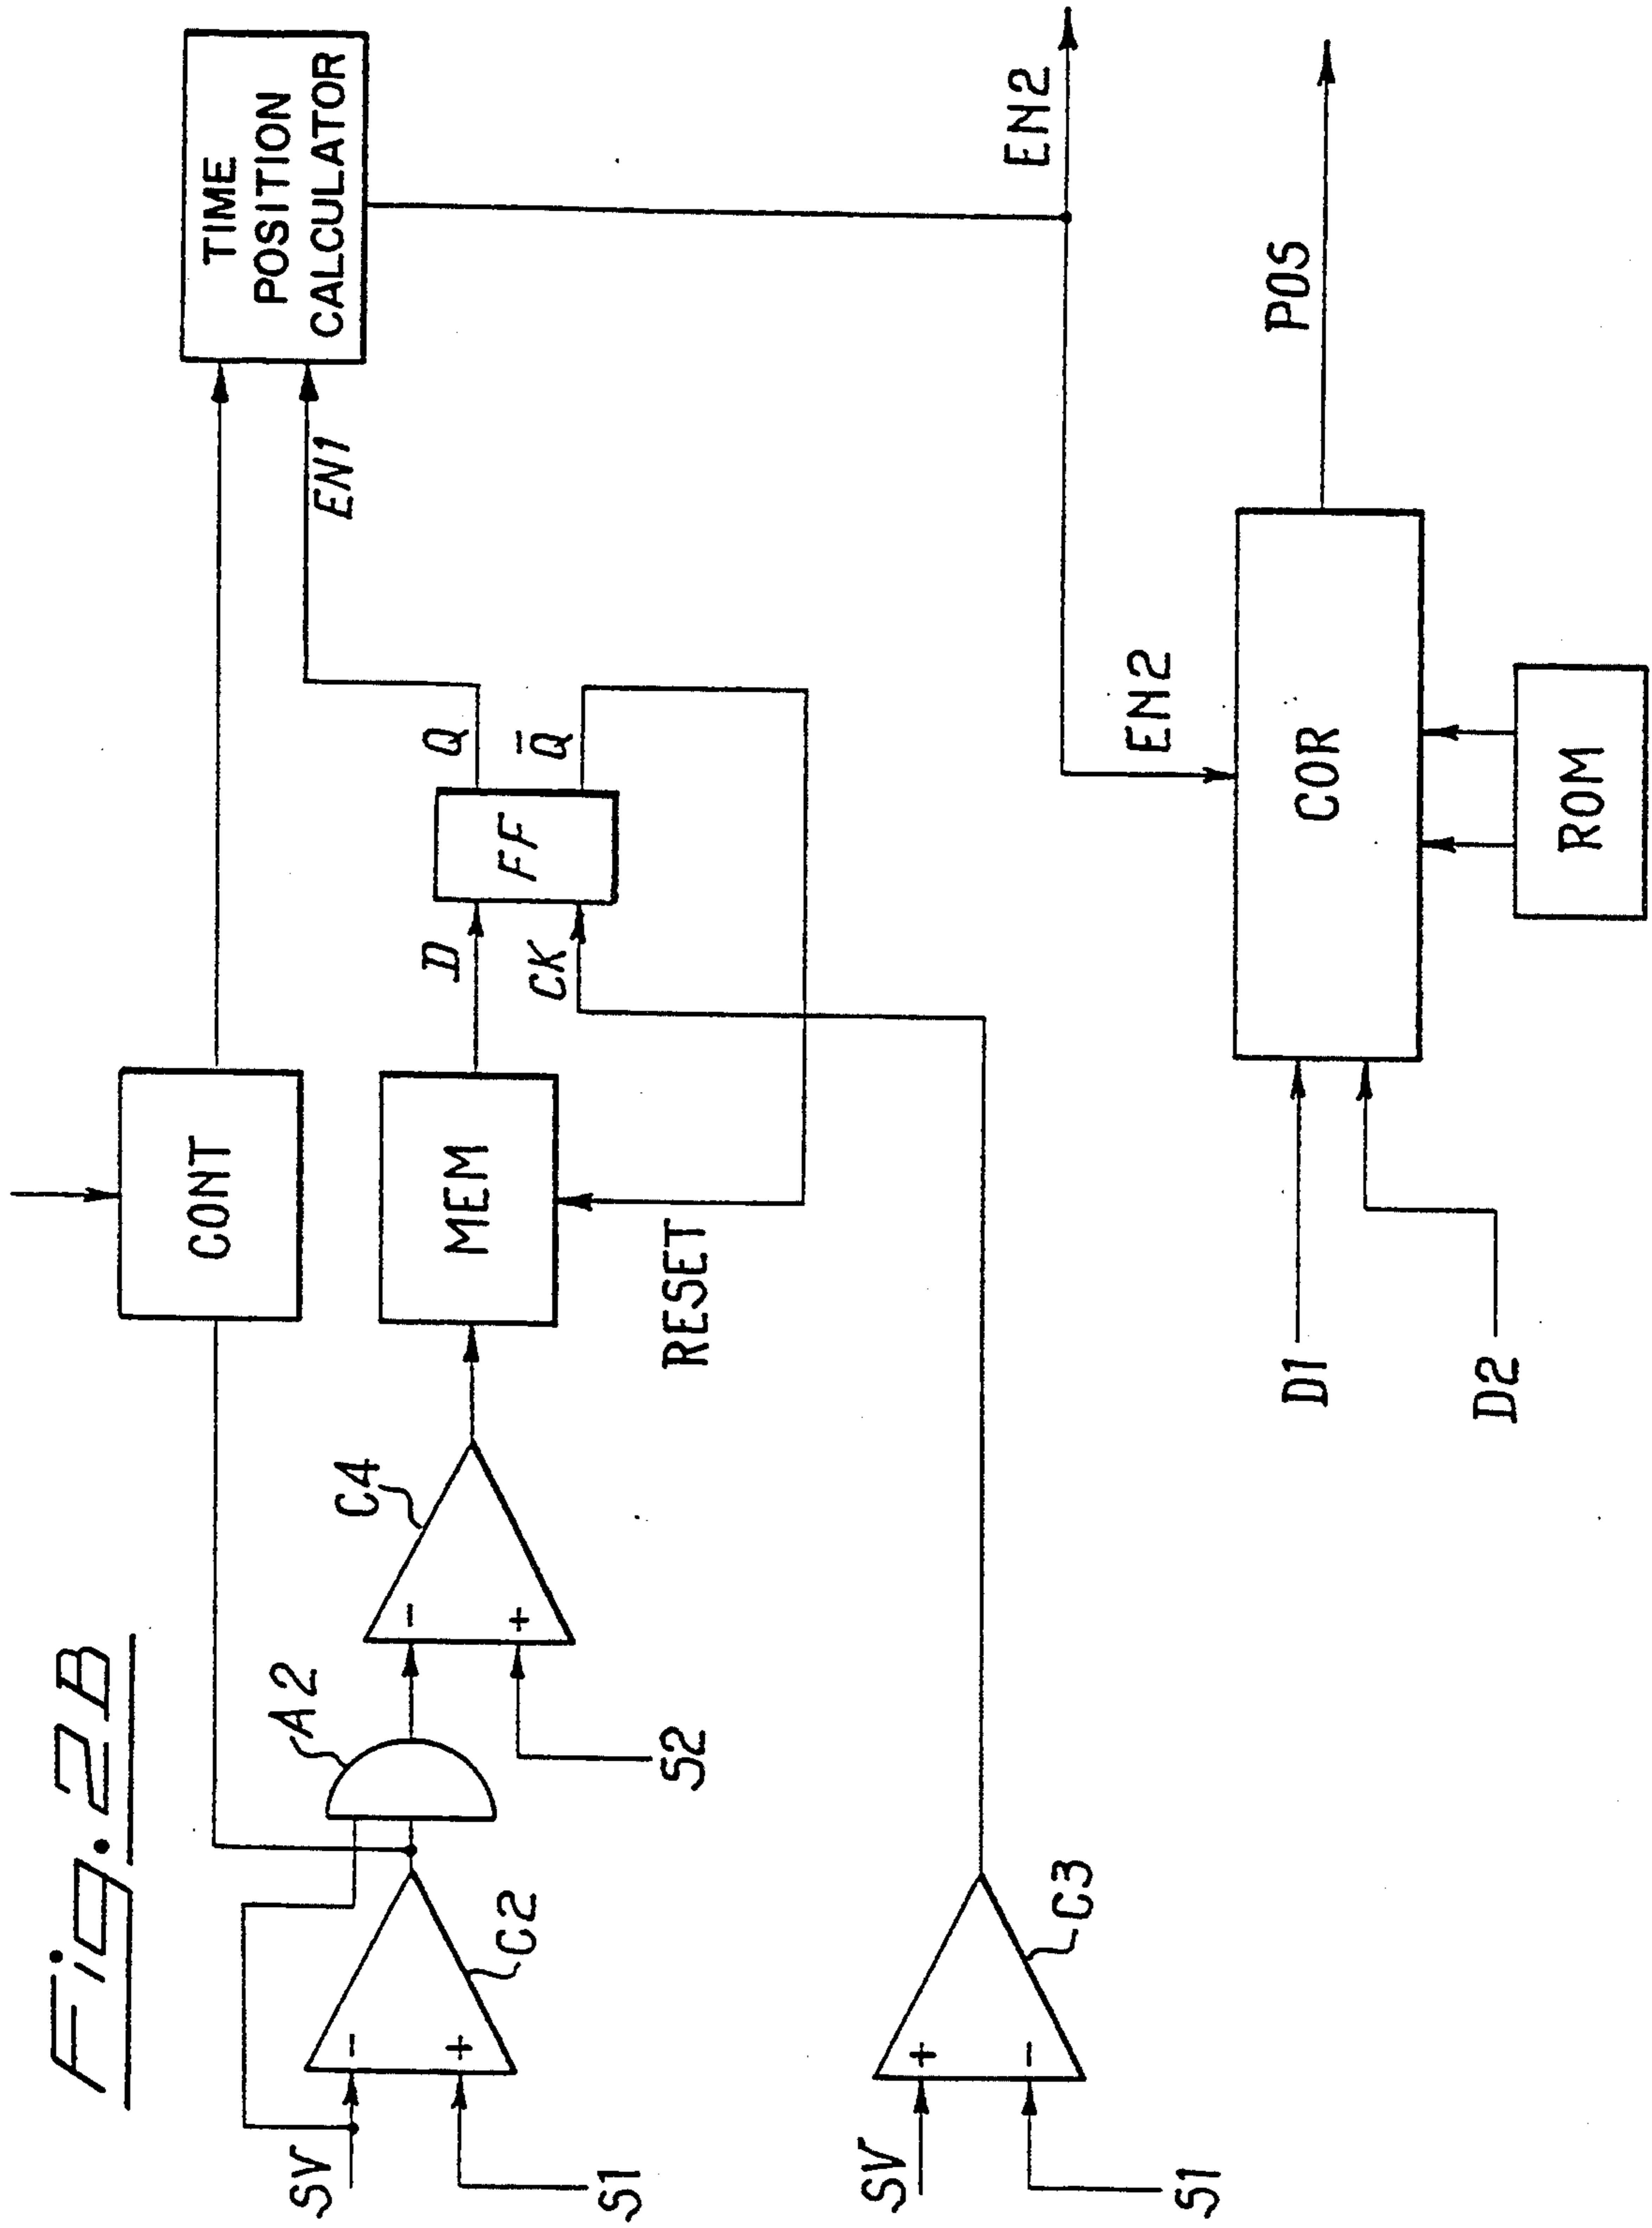 Fig. 2B
SV
-
+
S1
C2
A2
-
+
S2
C4
CONT
MEM
RESET
D
CK
FF
Q
Q̅
EN1
TIME
POSITION
CALCULATOR
SV
+
-
S1
C3
EN2
EN2
D1
D2
COR
ROM
POS